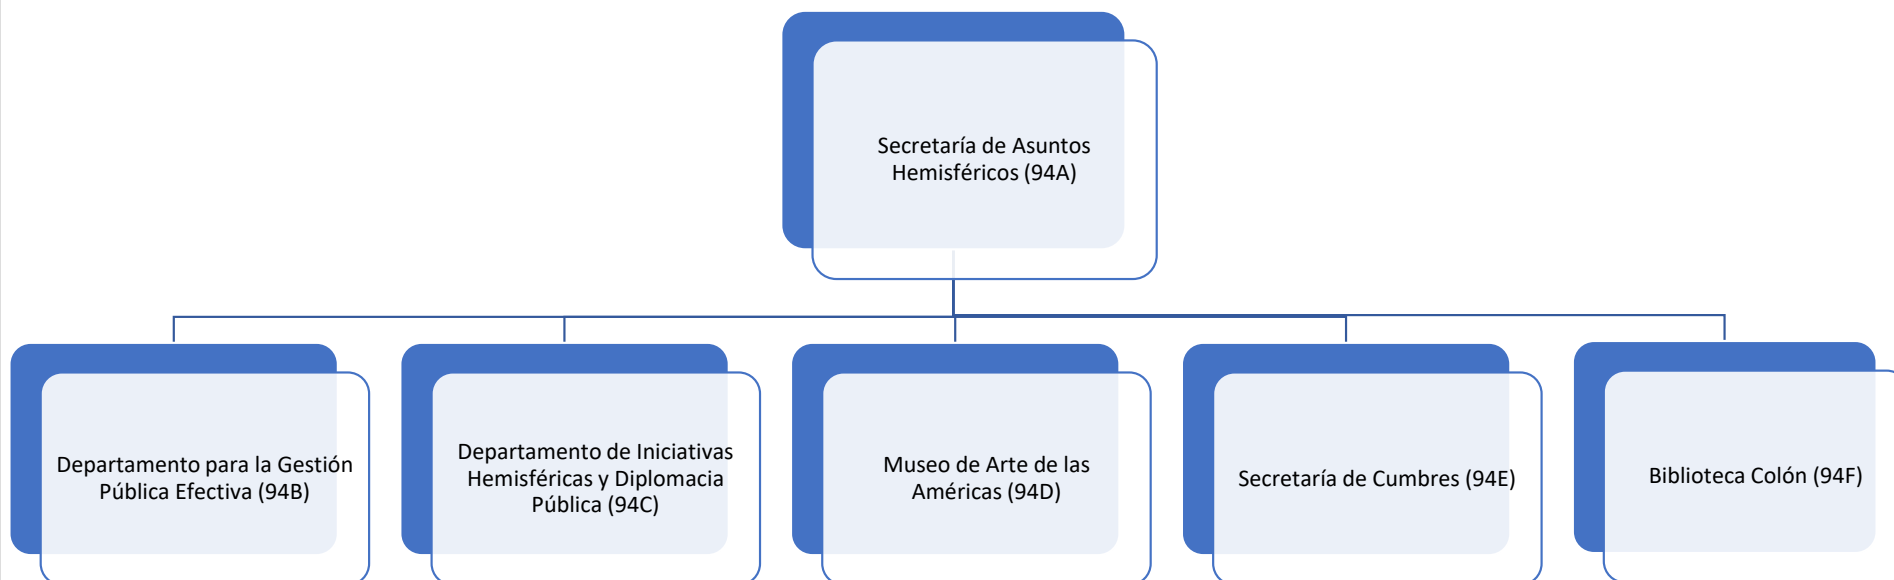 Secretaría de Asuntos
Hemisféricos (94A)
Departamento para la Gestión
Pública Efectiva (94B)
Departamento de Iniciativas
Hemisféricas y Diplomacia
Pública (94C)
Museo de Arte de las
Américas (94D)
Secretaría de Cumbres (94E)
Biblioteca Colón (94F)